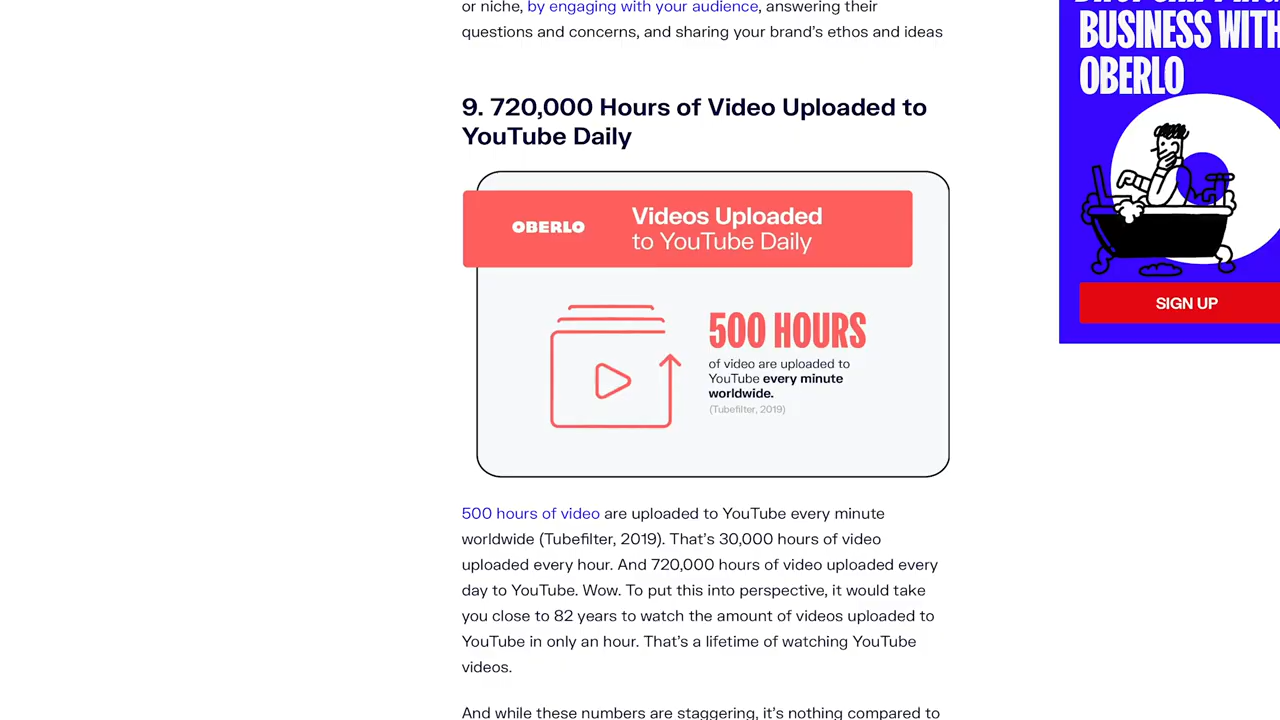 or niche, by engaging with your audience, answering their
questions and concerns, and sharing your brand's ethos and ideas
9. 720,000 Hours of Video Uploaded to
YouTube Daily
OBERLO
Videos Uploaded
to YouTube Daily
500 HOURS
of video are uploaded to
YouTube every minute
worldwide.
(Tubefilter, 2019)
500 hours of video are uploaded to YouTube every minute
worldwide (Tubefilter, 2019). That's 30,000 hours of video
uploaded every hour. And 720,000 hours of video uploaded every
day to YouTube. Wow. To put this into perspective, it would take
you close to 82 years to watch the amount of videos uploaded to
YouTube in only an hour. That's a lifetime of watching YouTube
videos.
And while these numbers are staggering, it's nothing compared to
BUSINESS WITH
OBERLO
SIGN UP